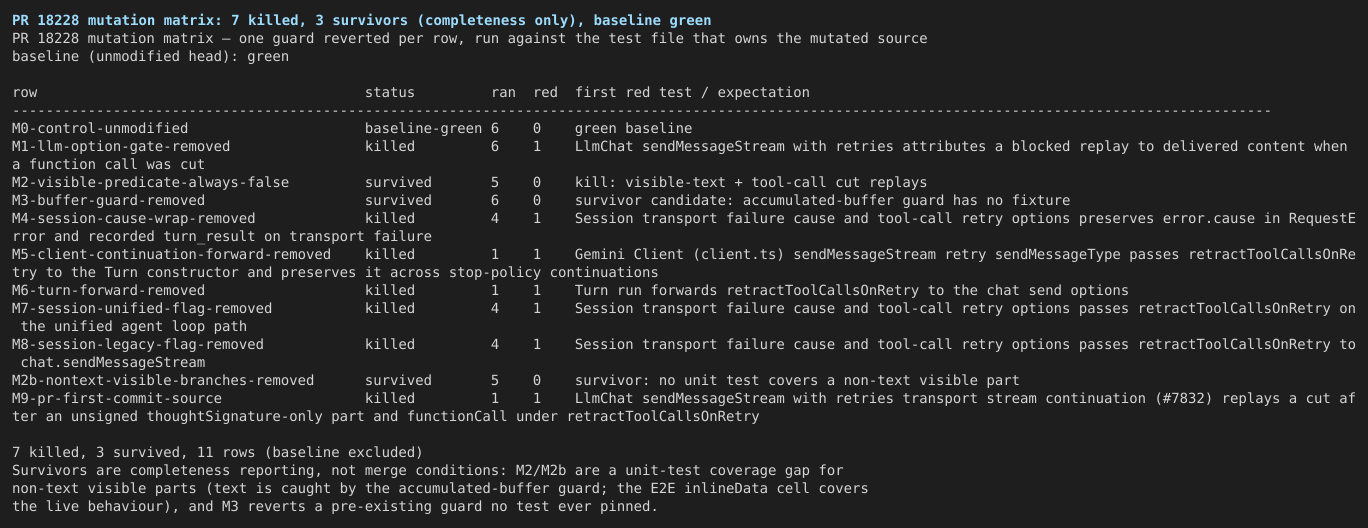 PR 18228 mutation matrix: 7 killed, 3 survivors (completeness only), baseline green
PR 18228 mutation matrix — one guard reverted per row, run against the test file that owns the mutated source
baseline (unmodified head): green
row status ran red first red test / expectation
------------------------------------------------------------------------------------------------------------------------------------------------------
M0-control-unmodified baseline-green 6 0 green baseline
M1-llm-option-gate-removed killed 6 1 LlmChat sendMessageStream with retries attributes a blocked replay to delivered content when
a function call was cut
M2-visible-predicate-always-false survived 5 0 kill: visible-text + tool-call cut replays
M3-buffer-guard-removed survived 6 0 survivor candidate: accumulated-buffer guard has no fixture
M4-session-cause-wrap-removed killed 4 1 Session transport failure cause and tool-call retry options preserves error.cause in RequestE
rror and recorded turn_result on transport failure
M5-client-continuation-forward-removed killed 1 1 Gemini Client (client.ts) sendMessageStream retry sendMessageType passes retractToolCallsOnRe
try to the Turn constructor and preserves it across stop-policy continuations
M6-turn-forward-removed killed 1 1 Turn run forwards retractToolCallsOnRetry to the chat send options
M7-session-unified-flag-removed killed 4 1 Session transport failure cause and tool-call retry options passes retractToolCallsOnRetry on
the unified agent loop path
M8-session-legacy-flag-removed killed 4 1 Session transport failure cause and tool-call retry options passes retractToolCallsOnRetry to
chat.sendMessageStream
M2b-nontext-visible-branches-removed survived 5 0 survivor: no unit test covers a non-text visible part
M9-pr-first-commit-source killed 1 1 LlmChat sendMessageStream with retries transport stream continuation (#7832) replays a cut af
ter an unsigned thoughtSignature-only part and functionCall under retractToolCallsOnRetry
7 killed, 3 survived, 11 rows (baseline excluded)
Survivors are completeness reporting, not merge conditions: M2/M2b are a unit-test coverage gap for
non-text visible parts (text is caught by the accumulated-buffer guard; the E2E inlineData cell covers
the live behaviour), and M3 reverts a pre-existing guard no test ever pinned.